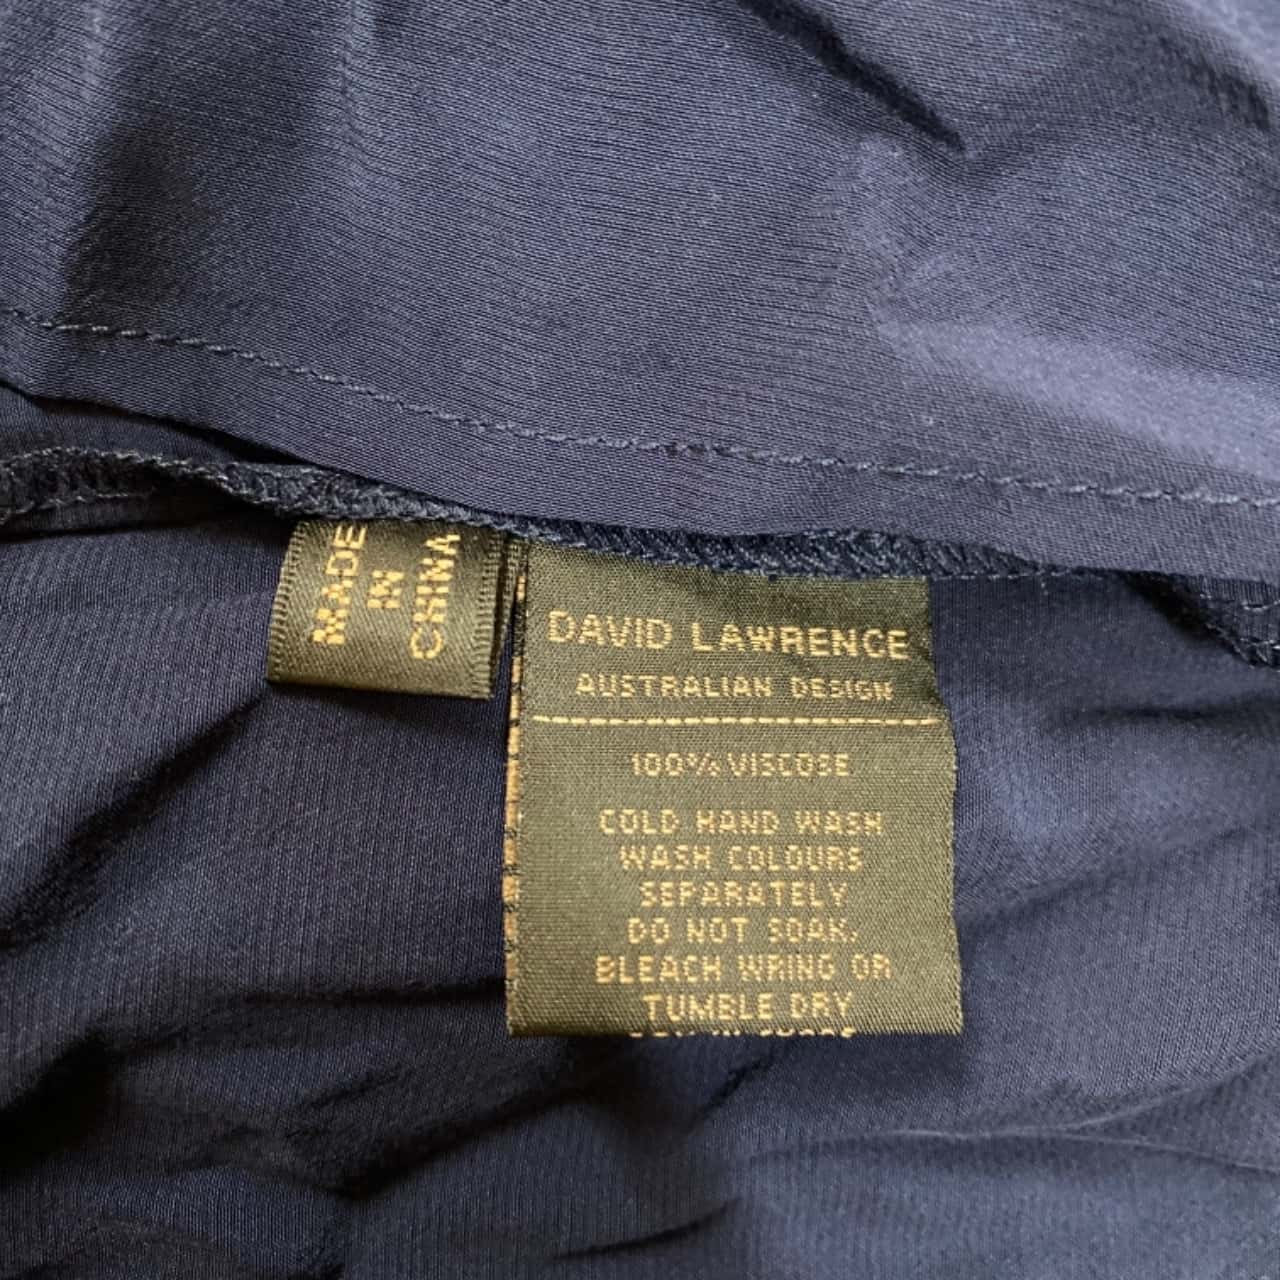 MADE
IN
CHINA
DAVID LAWRENCE
AUSTRALIAN DESIGN
100% VISCOSE
COLD HAND WASH
WASH COLOURS
SEPARATELY
DO NOT SOAK,
BLEACH WRING OR
TUMBLE DRY